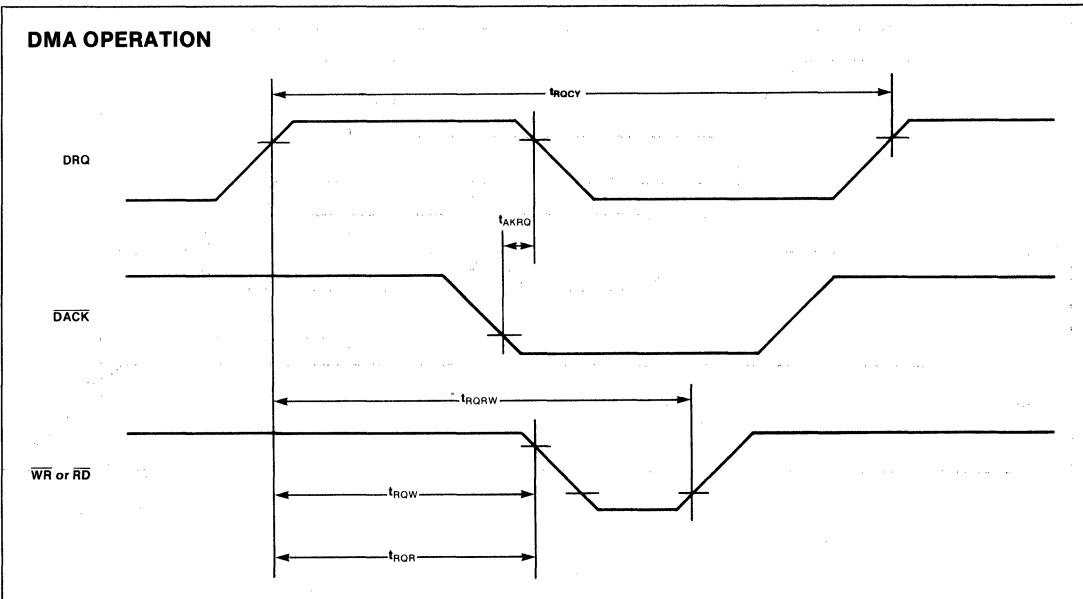 DMA OPERATION
tRQCY
DRQ
tAKRQ
DACK
tRQRW
WR or RD
tRQW
tRQR